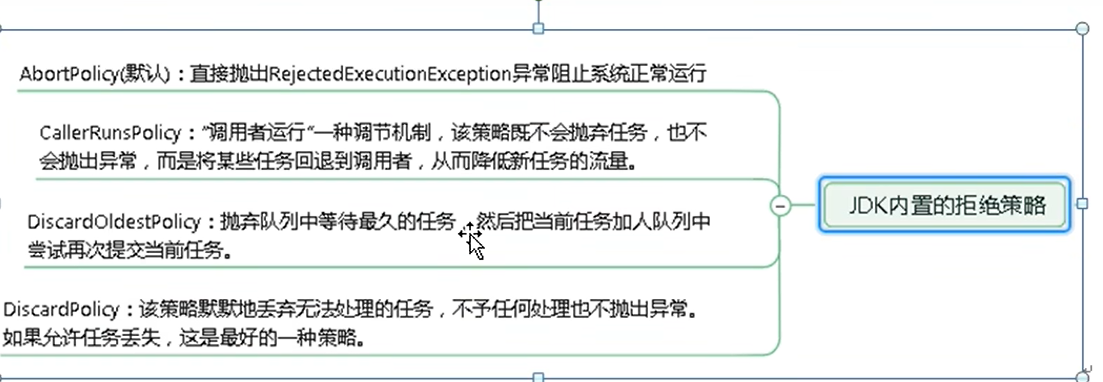 AbortPolicy(默认)：直接抛出RejectedExecutionException异常阻止系统正常运行
CallerRunsPolicy："调用者运行"一种调节机制，该策略既不会抛弃任务，也不
会抛出异常，而是将某些任务回退到调用者，从而降低新任务的流量。
DiscardOldestPolicy：抛弃队列中等待最久的任务，然后把当前任务加人队列中
尝试再次提交当前任务。
DiscardPolicy：该策略默默地丢弃无法处理的任务，不予任何处理也不抛出异常。
如果允许任务丢失，这是最好的一种策略。
JDK内置的拒绝策略